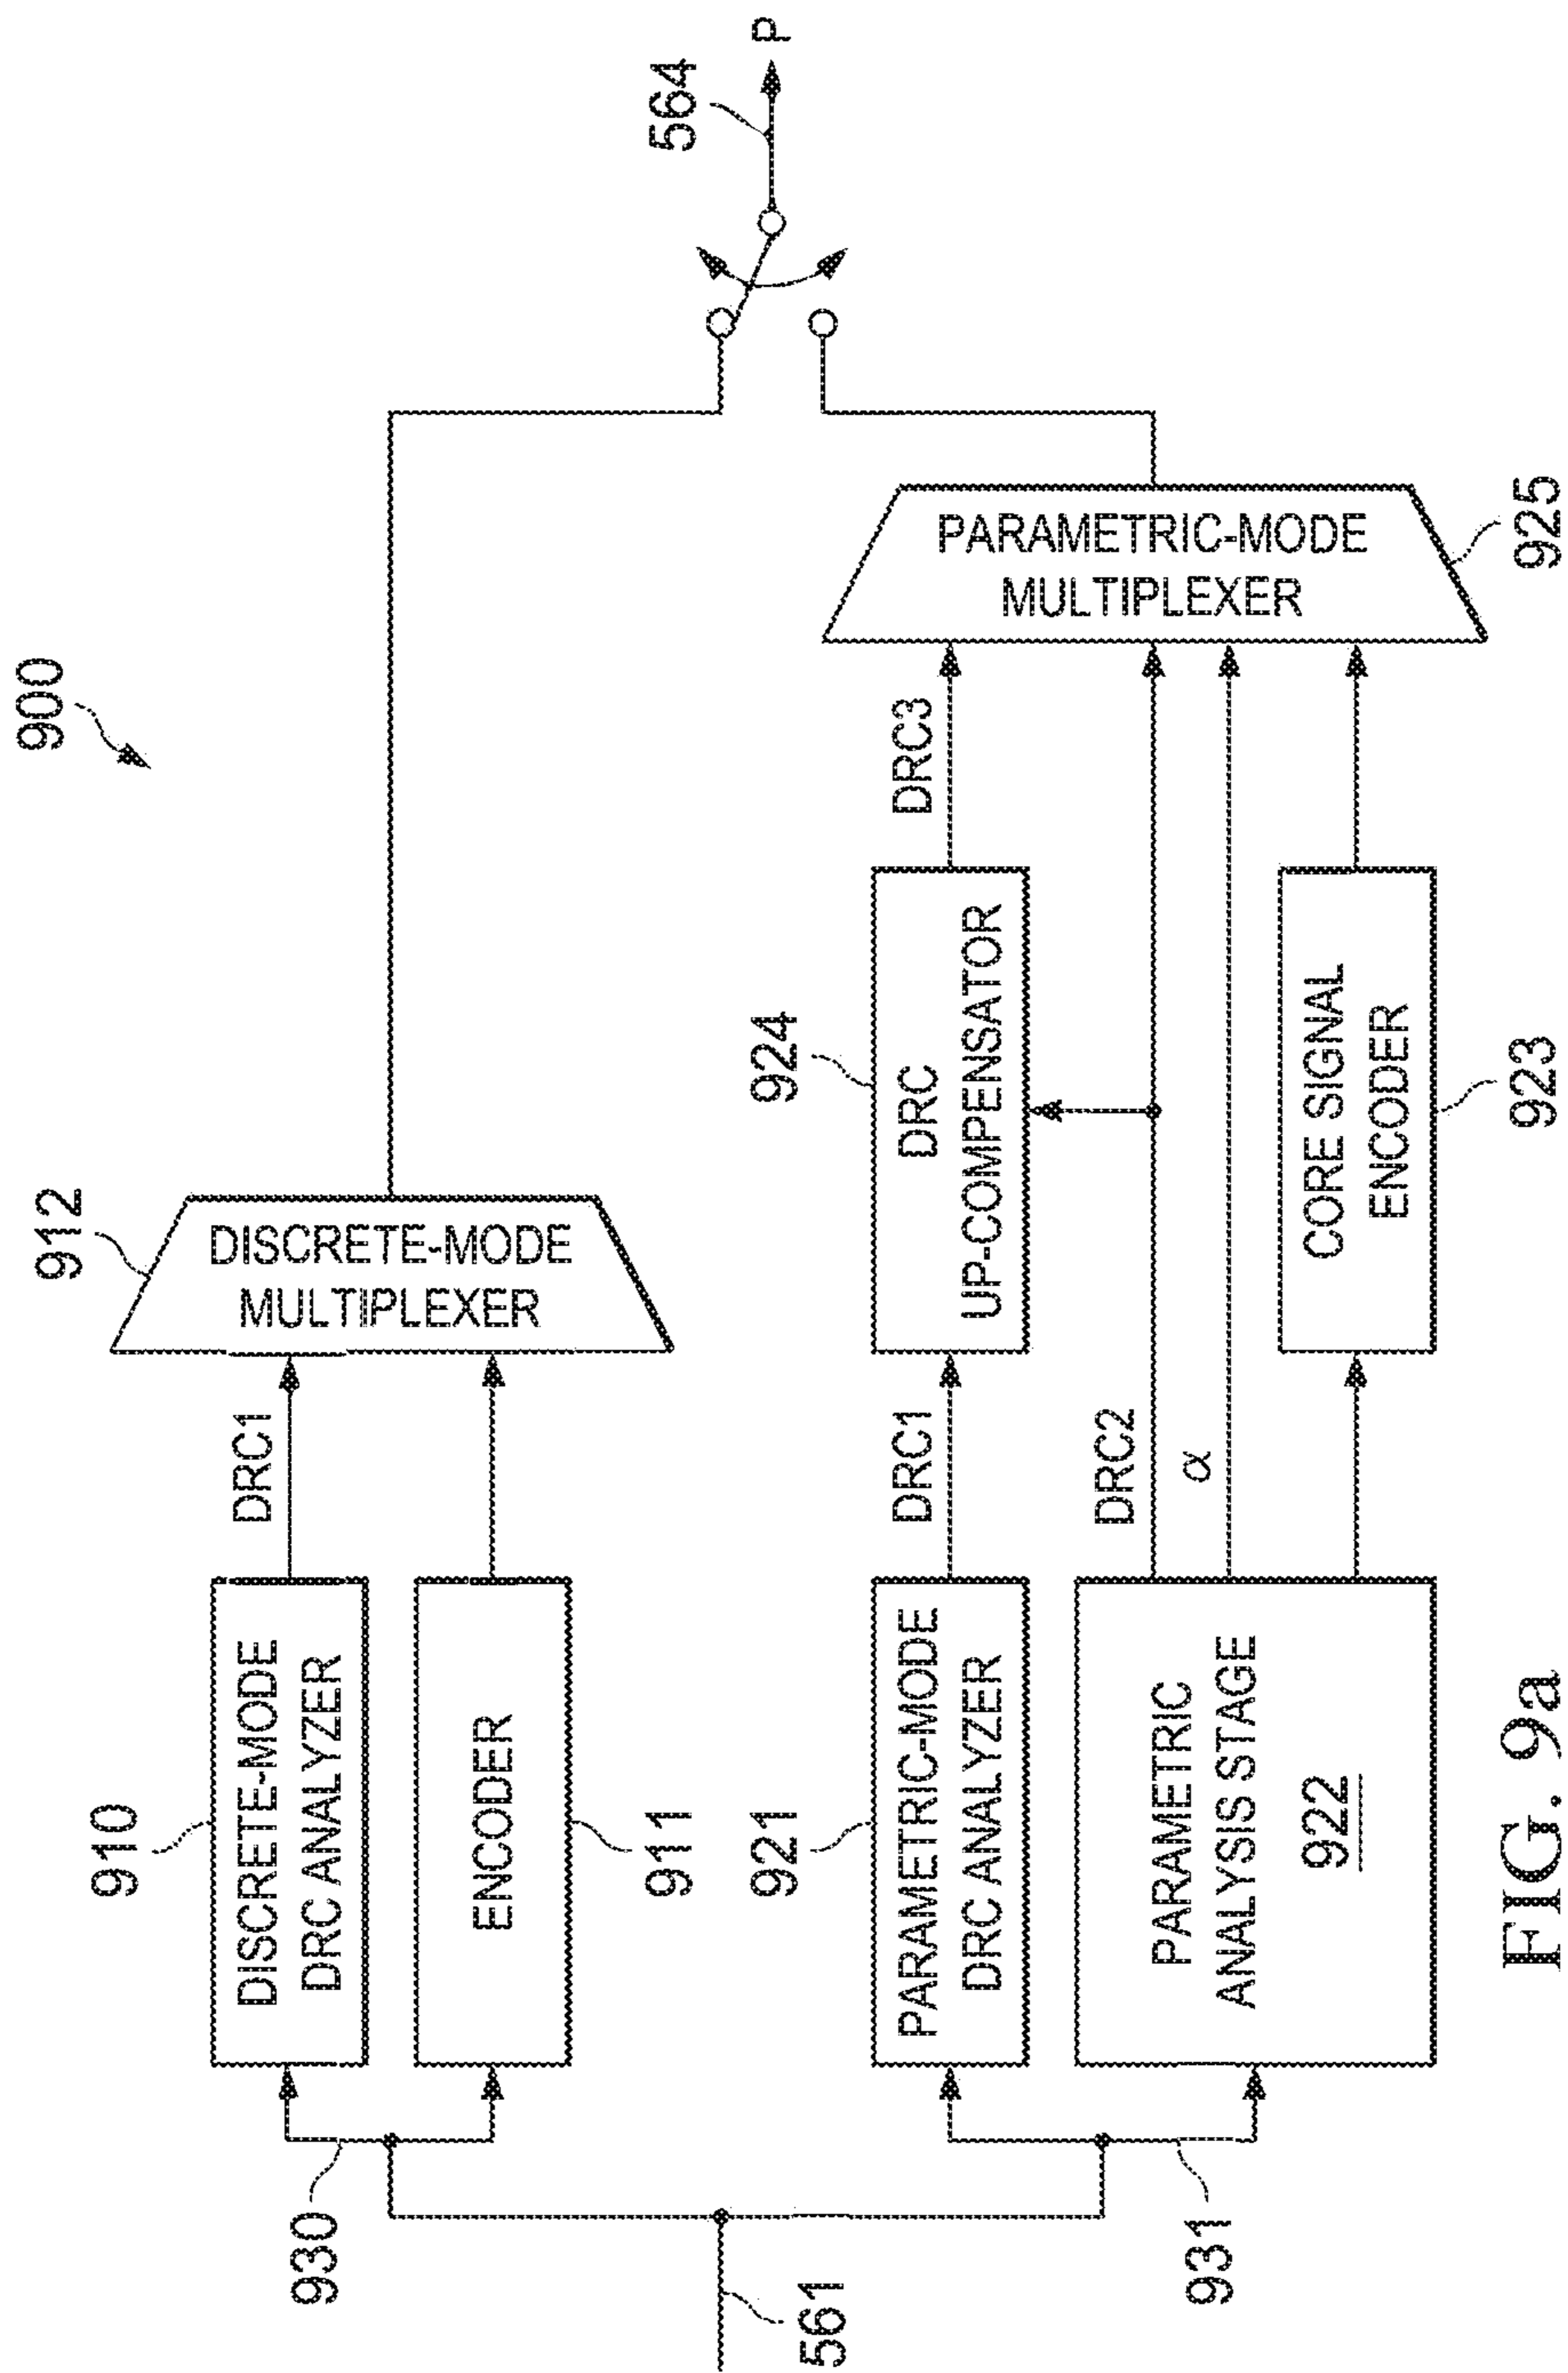 900
930
910
DISCRETE-MODE
DRC ANALYZER
DRC1
912
DISCRETE-MODE
MULTIPLEXER
ENCODER
911
564
P
561
921
PARAMETRIC-MODE
DRC ANALYZER
DRC1
924
DRC
UP-COMPENSATOR
DRC3
PARAMETRIC-MODE
MULTIPLEXER
925
931
PARAMETRIC
ANALYSIS STAGE
922
DRC2
α
CORE SIGNAL
ENCODER
923
FIG. 9a